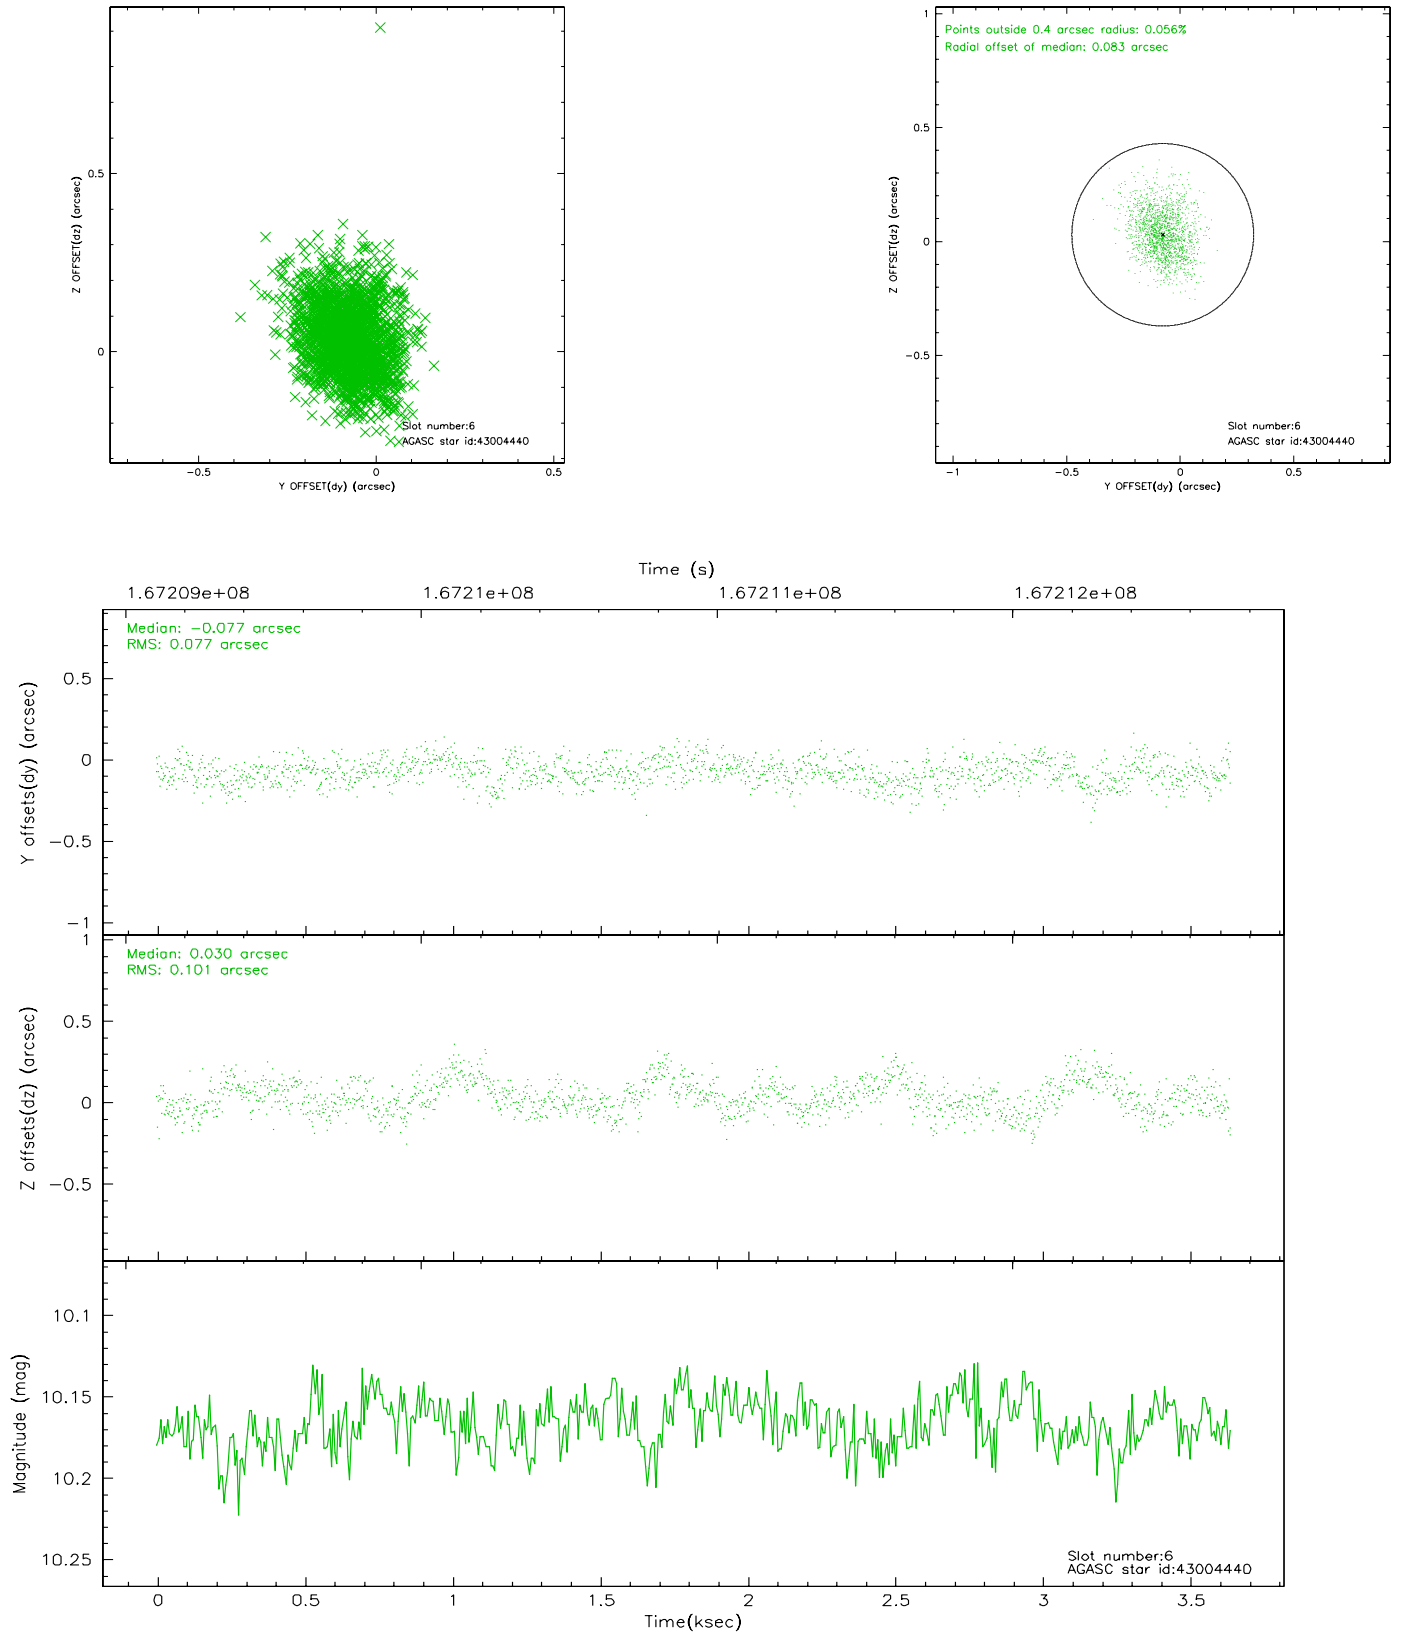 0.5
0
Z OFFSET(dz) (arcsec)
Slot number:6
AGASC star id:43004440
−0.5 0 0.5
Y OFFSET(dy) (arcsec)
Points outside 0.4 arcsec radius: 0.056%
Radial offset of median: 0.083 arcsec
1
0.5
0
−0.5
Z OFFSET(dz) (arcsec)
Slot number:6
AGASC star id:43004440
−1 −0.5 0 0.5
Y OFFSET(dy) (arcsec)
Time (s)
1.67209e+08 1.6721e+08 1.67211e+08 1.67212e+08
Median: −0.077 arcsec
RMS: 0.077 arcsec
0.5
0
−0.5
−1
Y offsets(dy) (arcsec)
Median: 0.030 arcsec
RMS: 0.101 arcsec
1
0.5
0
−0.5
Z offsets(dz) (arcsec)
10.1
10.15
10.2
10.25
Magnitude (mag)
Slot number:6
AGASC star id:43004440
0 0.5 1 1.5 2 2.5 3 3.5
Time(ksec)